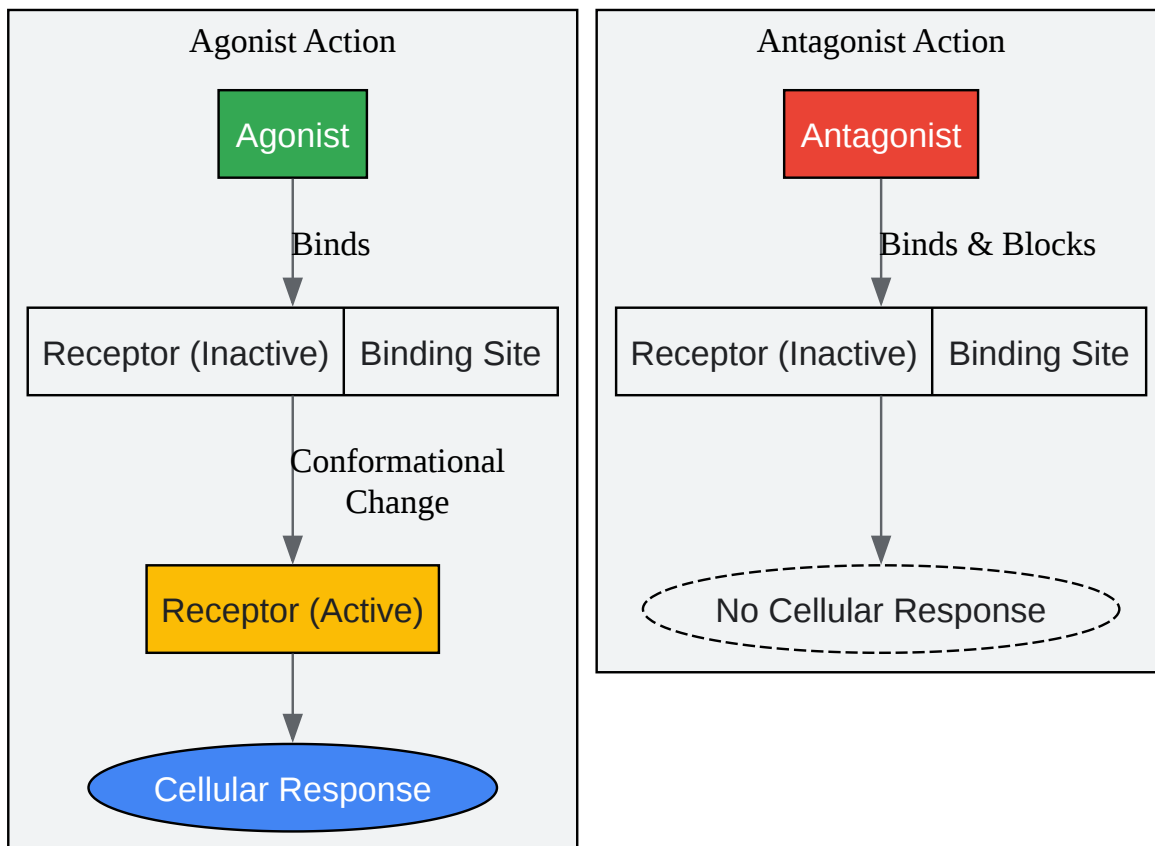 Agonist Action
Agonist
Binds
Receptor (Inactive)
Binding Site
Conformational
Change
Receptor (Active)
Cellular Response
Antagonist Action
Antagonist
Binds & Blocks
Receptor (Inactive)
Binding Site
No Cellular Response